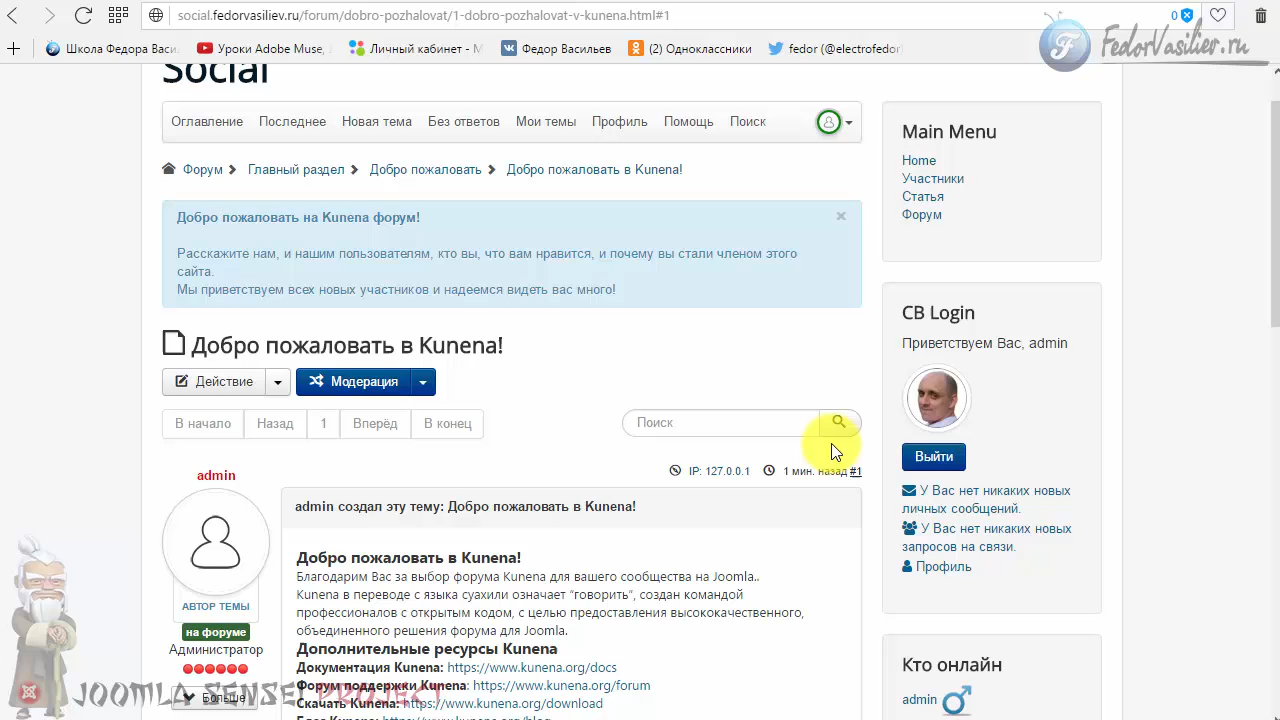 social.fedorvasiliev.ru/forum/dobro-pozhalovat/1-dobro-pozhalovat-v-kunena.html#1
0
Школа Федора Васи.
Уроки Adobe Muse,
Личный кабинет - М
Федор Васильев
(2) Одноклассники
fedor (@electrofedor)
FedorVasiliev.ru
Social
Оглавление Последнее Новая тема Без ответов Мои темы Профиль Помощь Поиск
Форум Главный раздел Добро пожаловать Добро пожаловать в Kunena!
Добро пожаловать на Kunena форум!
×
Расскажите нам, и нашим пользователям, кто вы, что вам нравится, и почему вы стали членом этого
сайта.
Мы приветствуем всех новых участников и надеемся видеть вас много!
Добро пожаловать в Kunena!
Действие Модерация
В начало Назад 1 Вперёд В конец
Поиск
IP: 127.0.0.1 1 мин. назад #1
admin
АВТОР ТЕМЫ
на форуме
Администратор
Больше
admin создал эту тему: Добро пожаловать в Kunena!
Добро пожаловать в Kunena!
Благодарим Вас за выбор форума Kunena для вашего сообщества на Joomla..
Kunena в переводе с языка суахили означает "говорить", создан командой
профессионалов с открытым кодом, с целью предоставления высококачественного,
объединенного решения форума для Joomla.
Дополнительные ресурсы Kunena
Документация Kunena: https://www.kunena.org/docs
Форум поддержки Kunena: https://www.kunena.org/forum
Скачать Kunena: https://www.kunena.org/download
Main Menu
Home
Участники
Статья
Форум
CB Login
Приветствуем Вас, admin
Выйти
У Вас нет никаких новых
личных сообщений.
У Вас нет никаких новых
запросов на связи.
Профиль
Кто онлайн
admin
JOOMLA SENSEI PROJECT